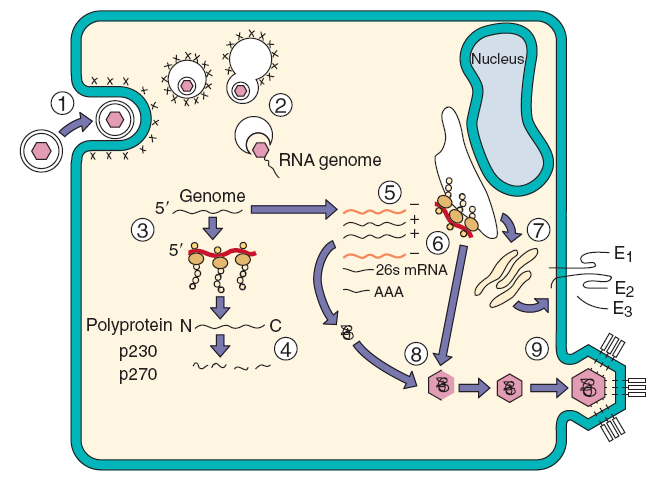 Nucleus
1
2
RNA genome
Genome
5′
3
5′
5
−
+
+
−
26s mRNA
AAA
6
7
E1
E2
E3
Polyprotein N C
p230
p270
4
8
9